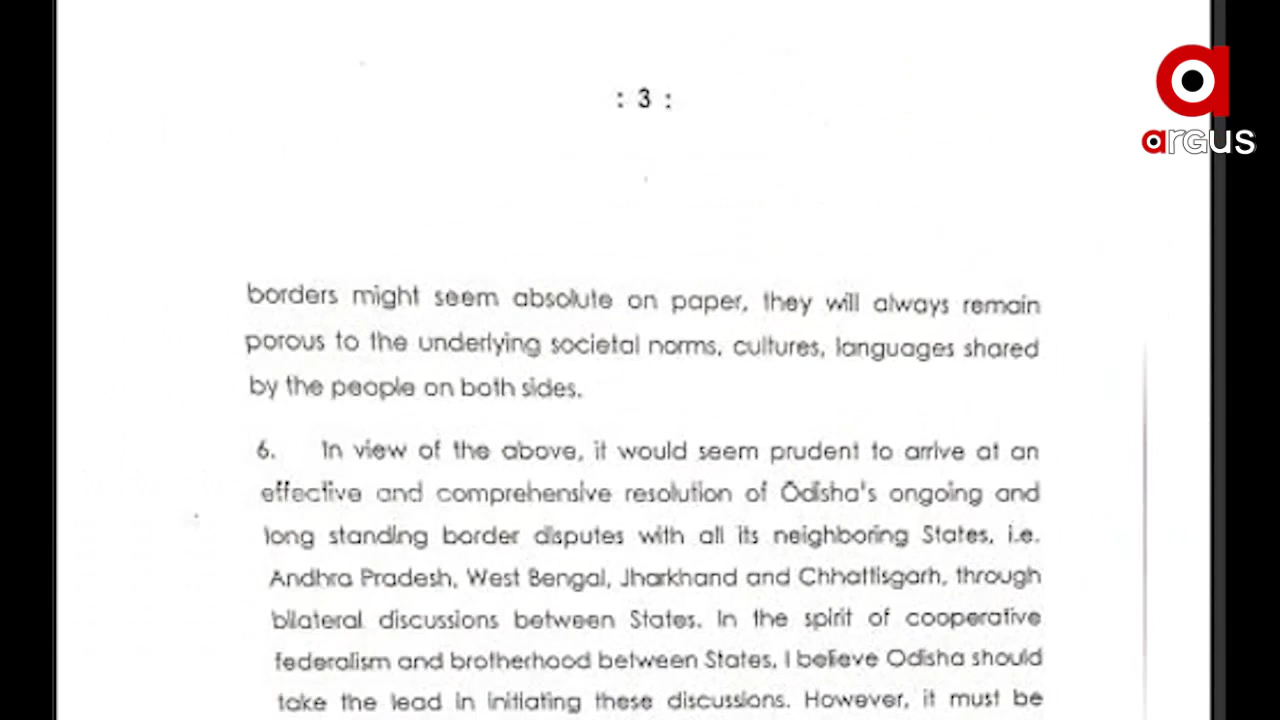 : 3 :
argus
borders might seem absolute on paper, they will always remain
porous to the underlying societal norms, cultures, languages shared
by the people on both sides.
6. In view of the above, it would seem prudent to arrive at an
effective and comprehensive resolution of Odisha's ongoing and
long standing border disputes with all its neighboring States, i.e.
Andhra Pradesh, West Bengal, Jharkhand and Chhattisgarh, through
bilateral discussions between States. In the spirit of cooperative
federalism and brotherhood between States, I believe Odisha should
take the lead in initiating these discussions. However, it must be